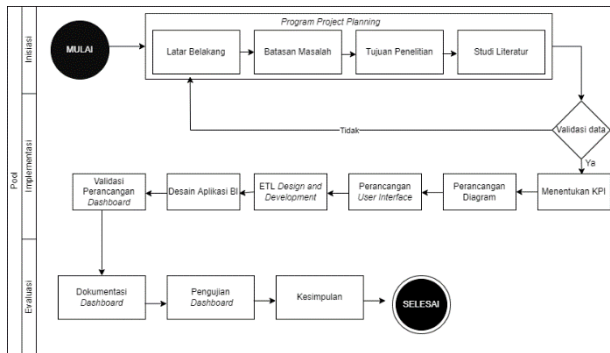 Pool
Inisiasi
MULAI
Program Project Planning
Latar Belakang
Batasan Masalah
Tujuan Penelitian
Studi Literatur
Validasi data
Tidak
Ya
Implementasi
Menentukan KPI
Perancangan
Diagram
Perancangan
User Interface
ETL Design and
Development
Desain Aplikasi BI
Validasi
Perancangan
Dashboard
Evaluasi
Dokumentasi
Dashboard
Pengujian
Dashboard
Kesimpulan
SELESAI